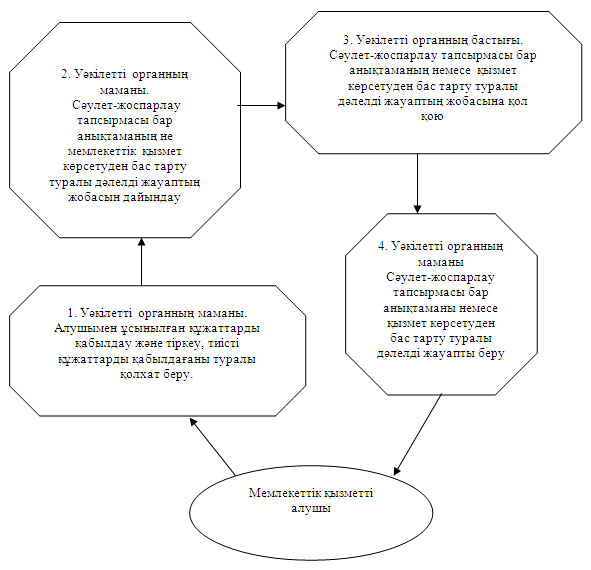 1. Уәкілетті органның маманы.
Алушымен ұсынылған құжаттарды
қабылдау және тіркеу, тиісті
құжаттарды қабылдағаны туралы
қолхат беру.
2. Уәкілетті органның
маманы.
Сәулет-жоспарлау
тапсырмасы бар
анықтаманың не
мемлекеттік қызмет
көрсетуден бас тарту
туралы дәлелді жауаптың
жобасын дайындау
3. Уәкілетті органның бастығы.
Сәулет-жоспарлау тапсырмасы бар
анықтаманың немесе қызмет
көрсетуден бас тарту туралы
дәлелді жауаптың жобасына қол
қою
4. Уәкілетті органның
маманы
Сәулет-жоспарлау
тапсырмасы бар
анықтаманы немесе
қызмет көрсетуден
бас тарту туралы
дәлелді жауапты беру
Мемлекеттік қызметті
алушы